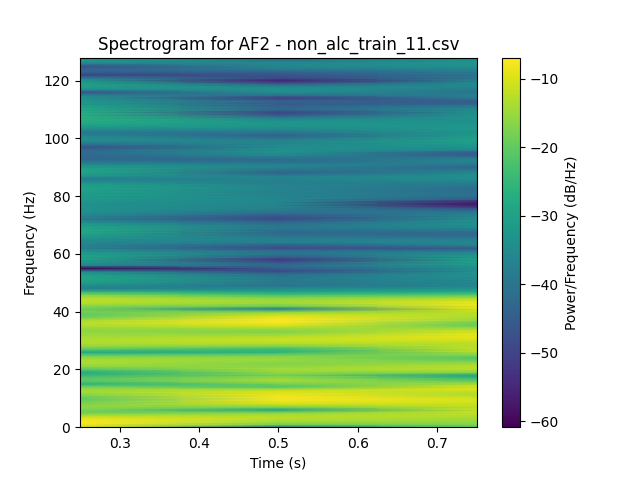 Spectrogram for AF2 - non_alc_train_11.csv
Frequency (Hz)
120
100
80
60
40
20
0
0.3 0.4 0.5 0.6 0.7
Time (s)
−10
−20
−30
−40
−50
−60
Power/Frequency (dB/Hz)